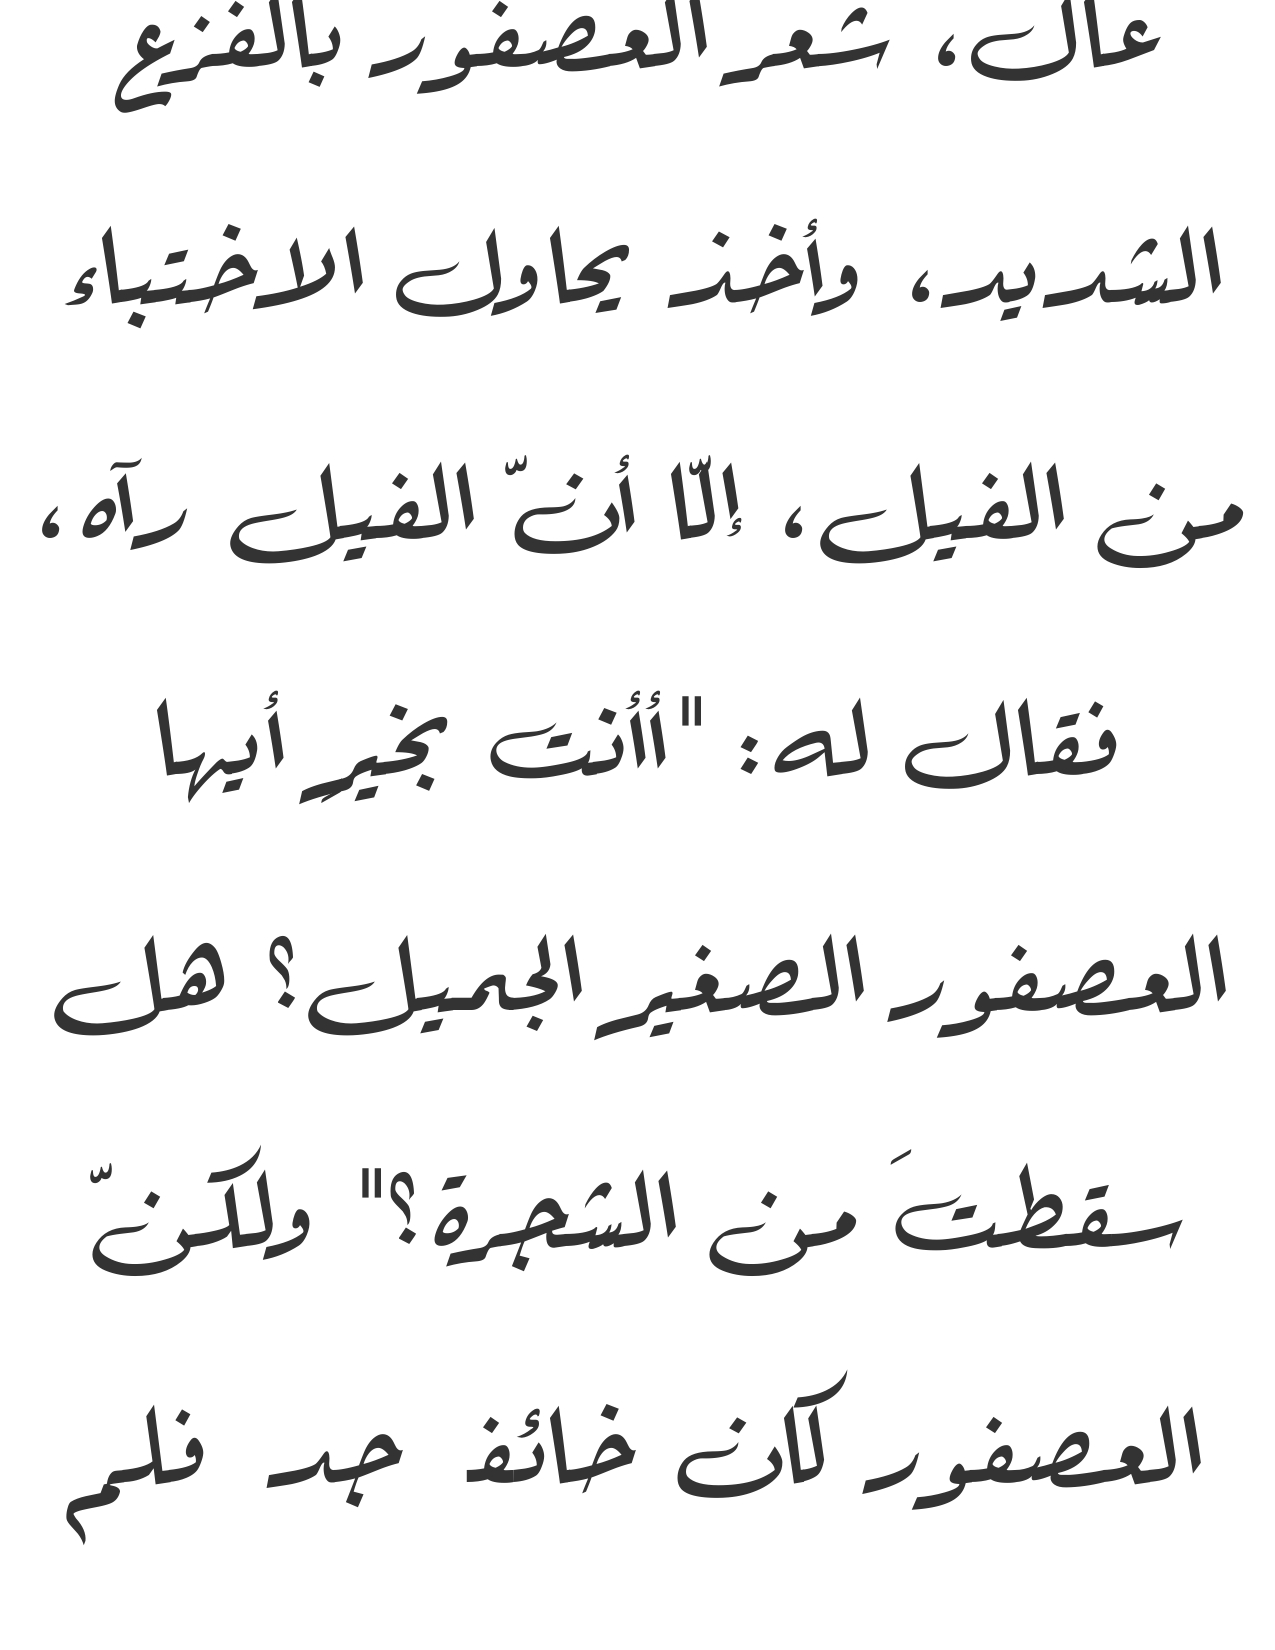 عال، شعر العصفور بالفزع
الشديد، وأخذ يحاول الاختباء
من الفيل، إلّا أنّ الفيل رآه،
فقال له: "أأنت بخيرِ أيها
العصفور الصغير الجميل؟ هل
سقطتَ من الشجرة؟" ولكنّ
العصفور كان خائفـ جد فلم